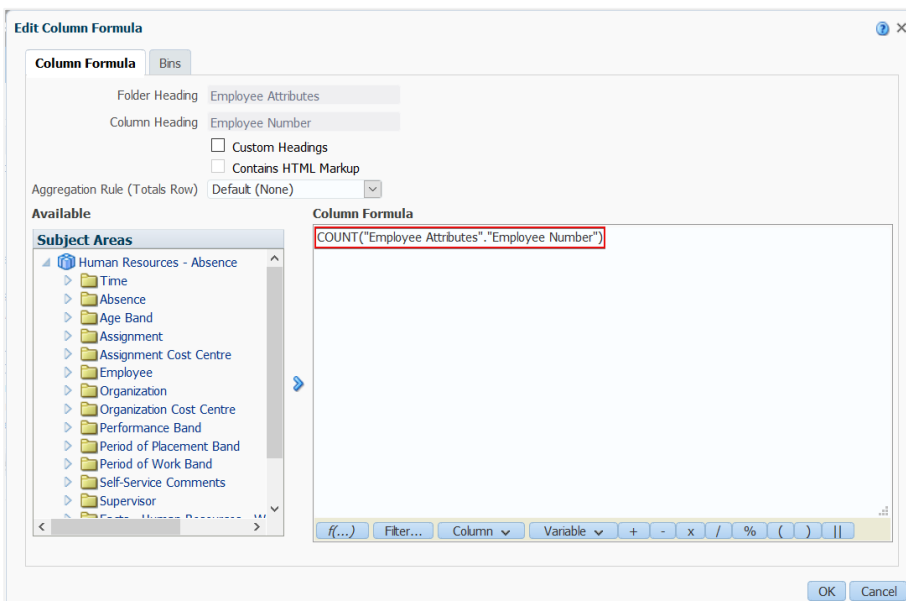 Edit Column Formula
Column Formula Bins
Folder Heading Employee Attributes
Column Heading Employee Number
Custom Headings
Contains HTML Markup
Aggregation Rule (Totals Row) Default (None)
Available Column Formula
Subject Areas COUNT("Employee Attributes"."Employee Number")
Human Resources - Absence
Time
Absence
Age Band
Assignment
Assignment Cost Centre
Employee
Organization
Organization Cost Centre
Performance Band
Period of Placement Band
Period of Work Band
Self-Service Comments
Supervisor
f(...) Filter... Column Variable + - x / % ( ) ||
OK Cancel